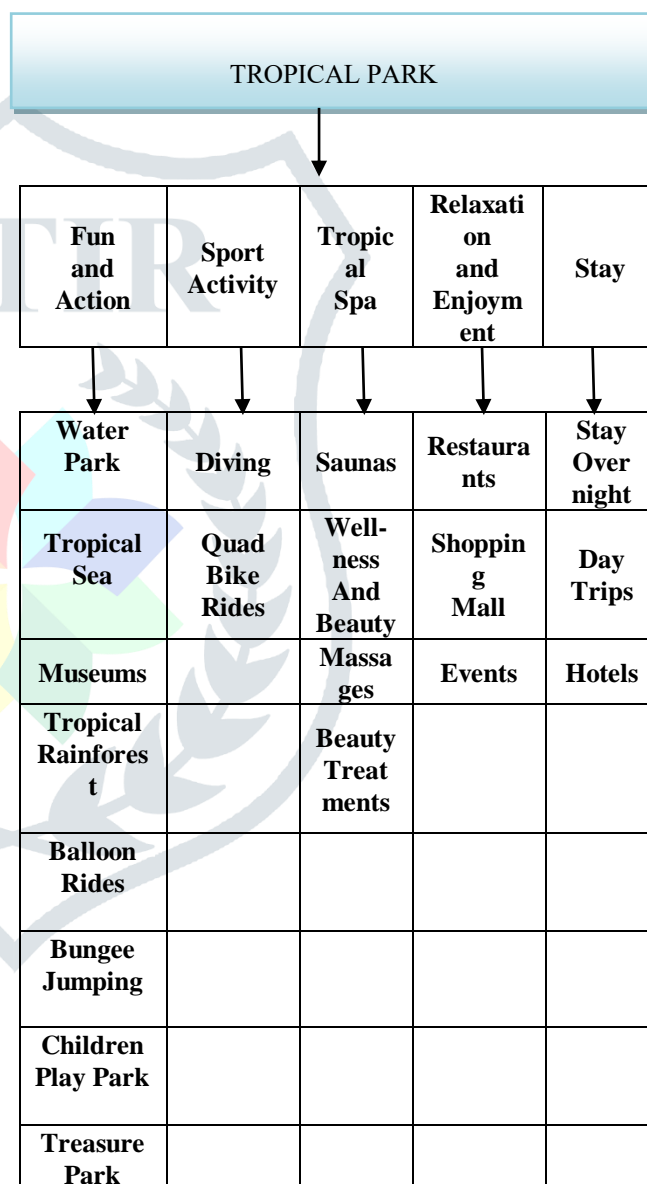 TROPICAL PARK
Fun
and
Action
Sport
Activity
Tropic
al
Spa
Relaxati
on
and
Enjoym
ent
Stay
Water
Park
Diving
Saunas
Restaura
nts
Stay
Over
night
Tropical
Sea
Quad
Bike
Rides
Well-
ness
And
Beauty
Shoppin
g
Mall
Day
Trips
Museums
Massa
ges
Events
Hotels
Tropical
Rainfores
t
Beauty
Treat
ments
Balloon
Rides
Bungee
Jumping
Children
Play Park
Treasure
Park